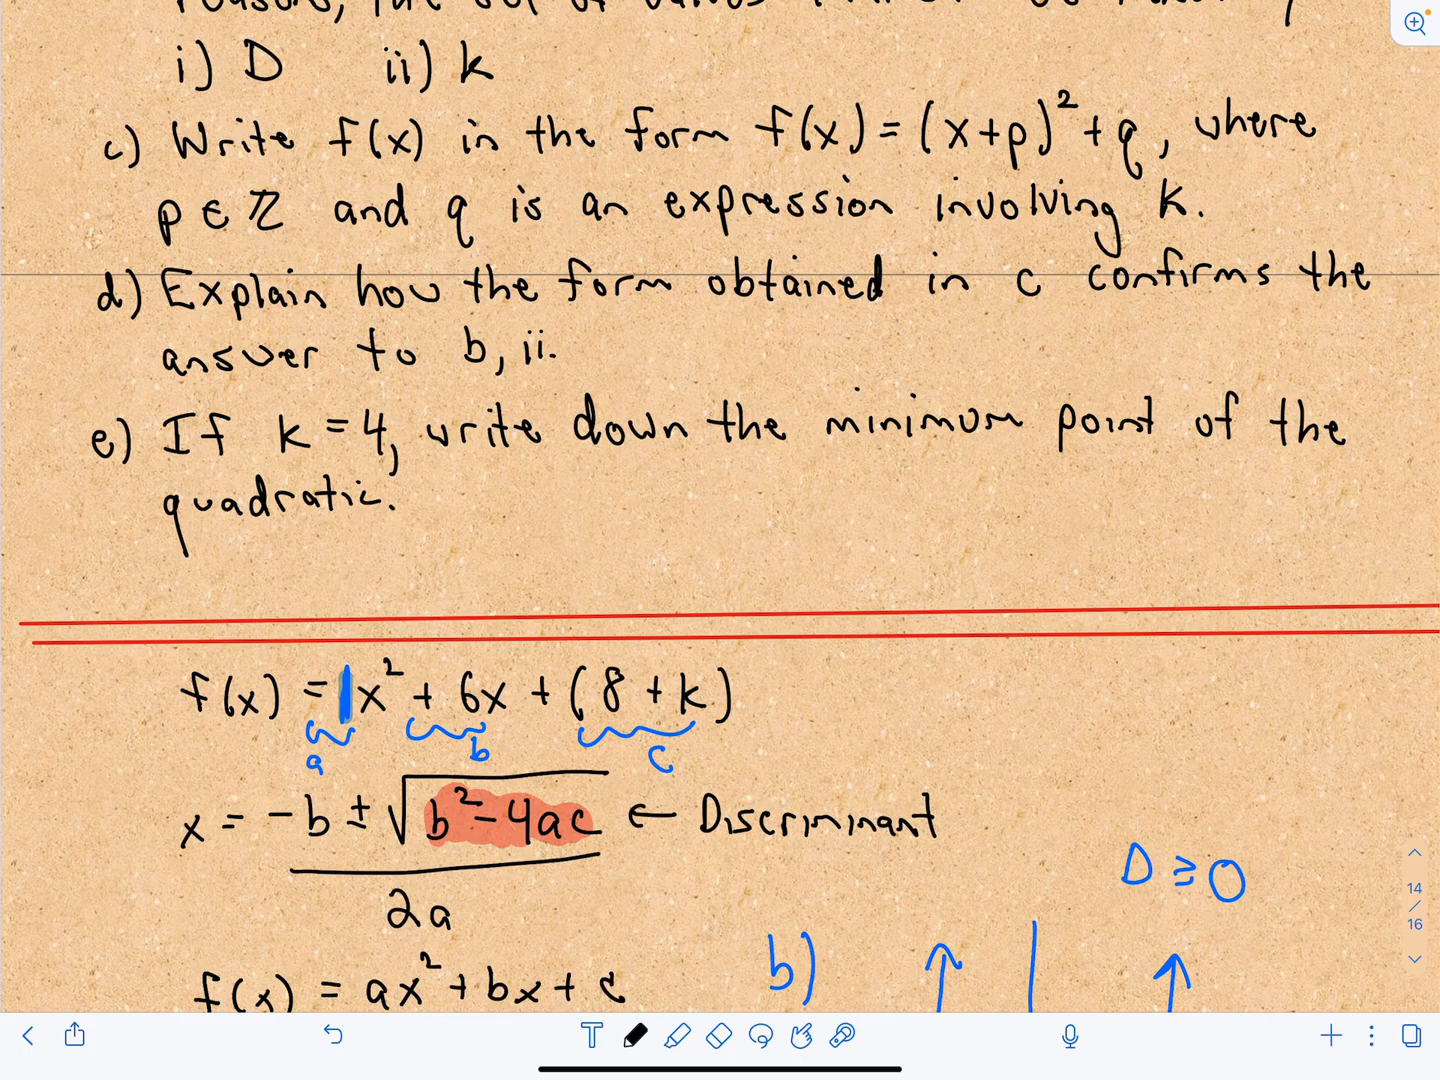 i) D ii) k
c) Write f(x) in the form f(x) = (x+p)² + q, where
p ∈ ℤ and q is an expression involving k.
d) Explain how the form obtained in c confirms the
answer to b, ii.
e) If k = 4, write down the minimum point of the
quadratic.
f(x) = 1x² + 6x + (8 + k)
a b c
x = -b ± √b² - 4ac ← Discriminant
2a
D ≥ 0
f(x) = ax² + bx + c
b)
14
/
16
T